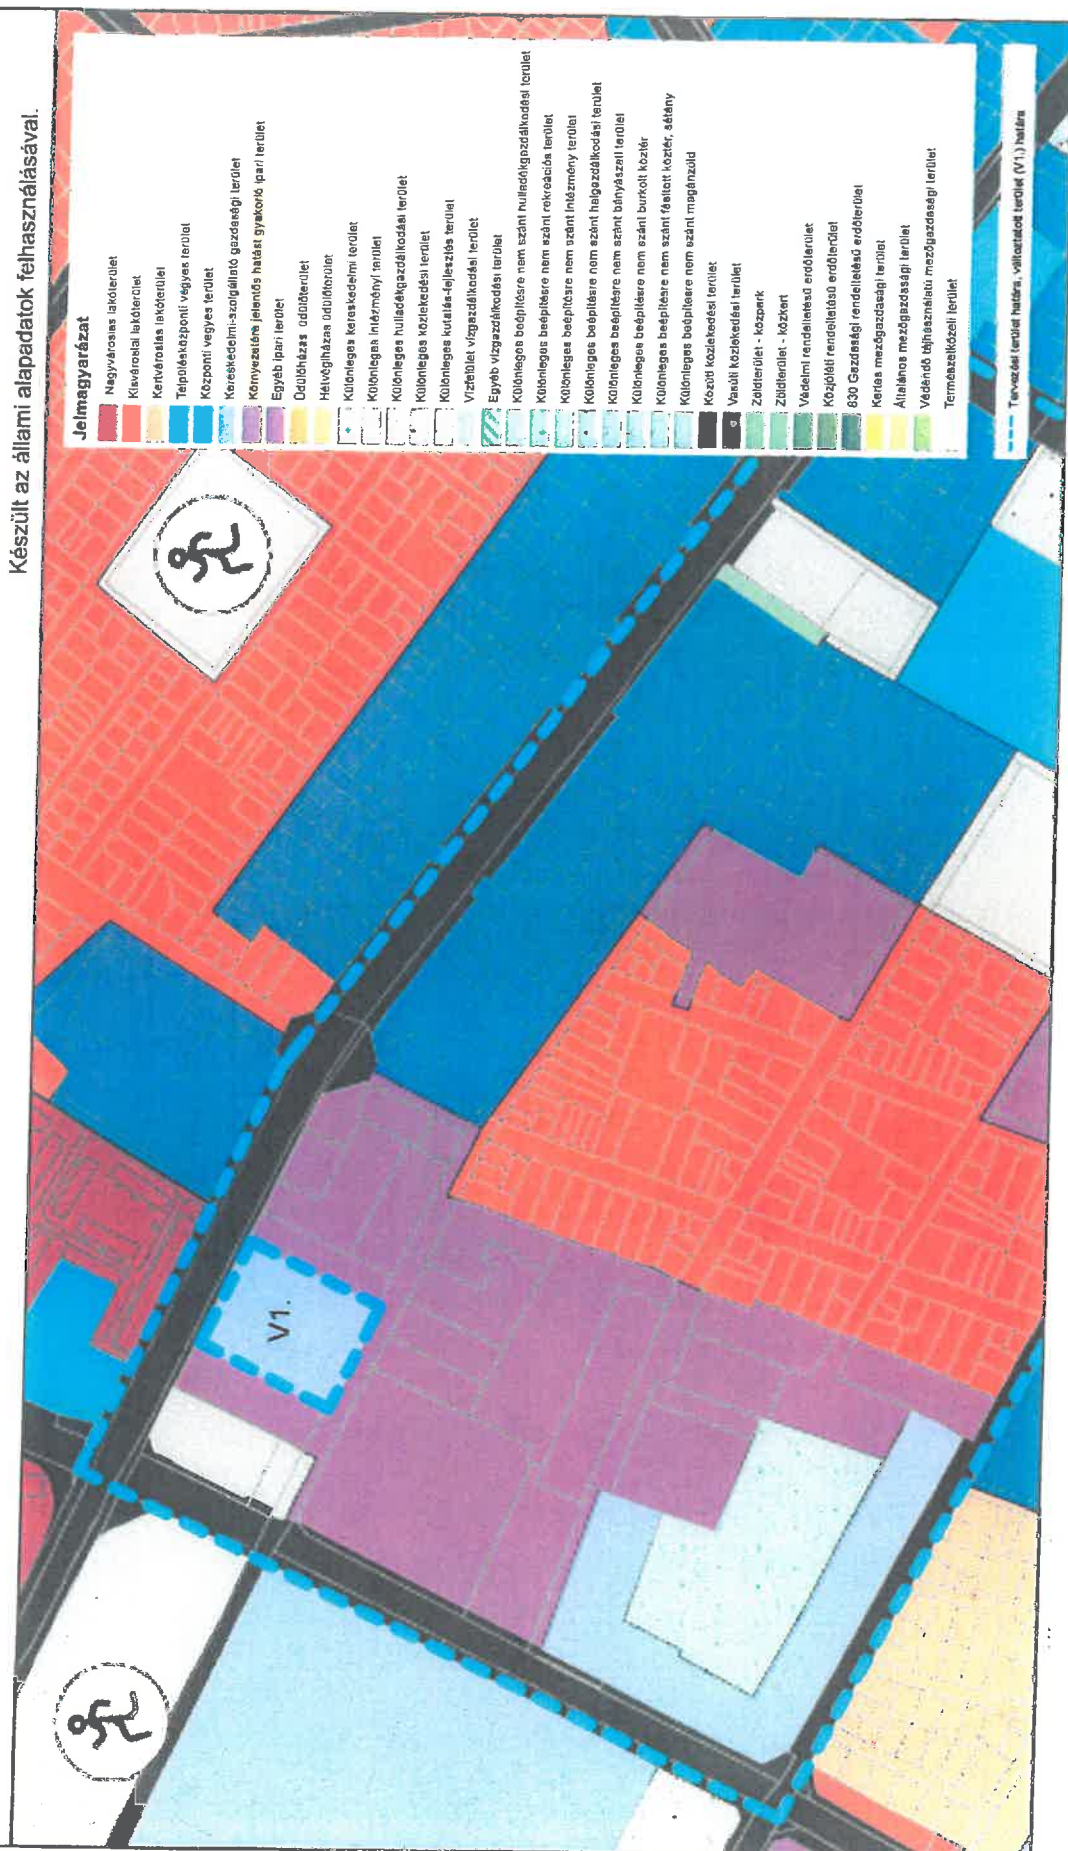 Készült az állami alapadatok felhasználásával.
Jelmagyarázat
Nagyvárosias lakóterület
Kisvárosial lakóterület
Kertvárosias lakóterület
Településközponti vegyes terület
Központi vegyes terület
Kereskedelmi-szolgáltató gazdasági terület
Környezetére jelentős hatást gyakorló ipari terület
Egyéb ipari terület
Üdülőházas üdülőterület
Hétvégiházas üdülőterület
Különleges kereskedelmi terület
Különleges intézményi terület
Különleges hulladékgazdálkodási terület
Különleges közlekedési terület
Különleges kutatás-fejlesztés terület
Vízfelület vízgazdálkodási terület
Egyéb vízgazdálkodási terület
Különleges beépítésre nem szánt hulladékgazdálkodási terület
Különleges beépítésre nem szánt rekreációs terület
Különleges beépítésre nem szánt intézmény terület
Különleges beépítésre nem szánt halgazdálkodási terület
Különleges beépítésre nem szánt bányászati terület
Különleges beépítésre nem szánt burkolt köztér
Különleges beépítésre nem szánt fásított köztér, sétány
Különleges beépítésre nem szánt magánzöld
Közúti közlekedési terület
Vasúti közlekedési terület
Zöldterület - közpark
Zöldterület - közkert
Védelmi rendeltetésű erdőterület
Közjóléti rendeltetésű erdőterület
830 Gazdasági rendeltetésű erdőterület
Kertes mezőgazdasági terület
Általános mezőgazdasági terület
Védendő tájhasználatú mezőgazdasági terület
Természetközeli terület
Tervezési terület határa, változtatott terület (V1.) határa
V1.